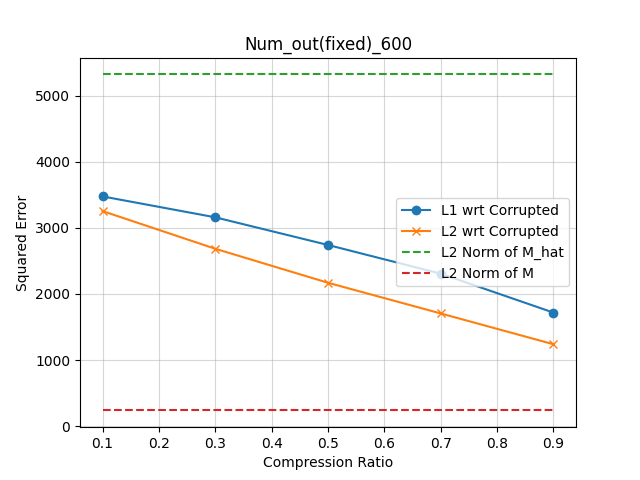 Num_out(fixed)_600
Squared Error
5000
4000
3000
2000
1000
0
L1 wrt Corrupted
L2 wrt Corrupted
L2 Norm of M_hat
L2 Norm of M
0.1 0.2 0.3 0.4 0.5 0.6 0.7 0.8 0.9
Compression Ratio